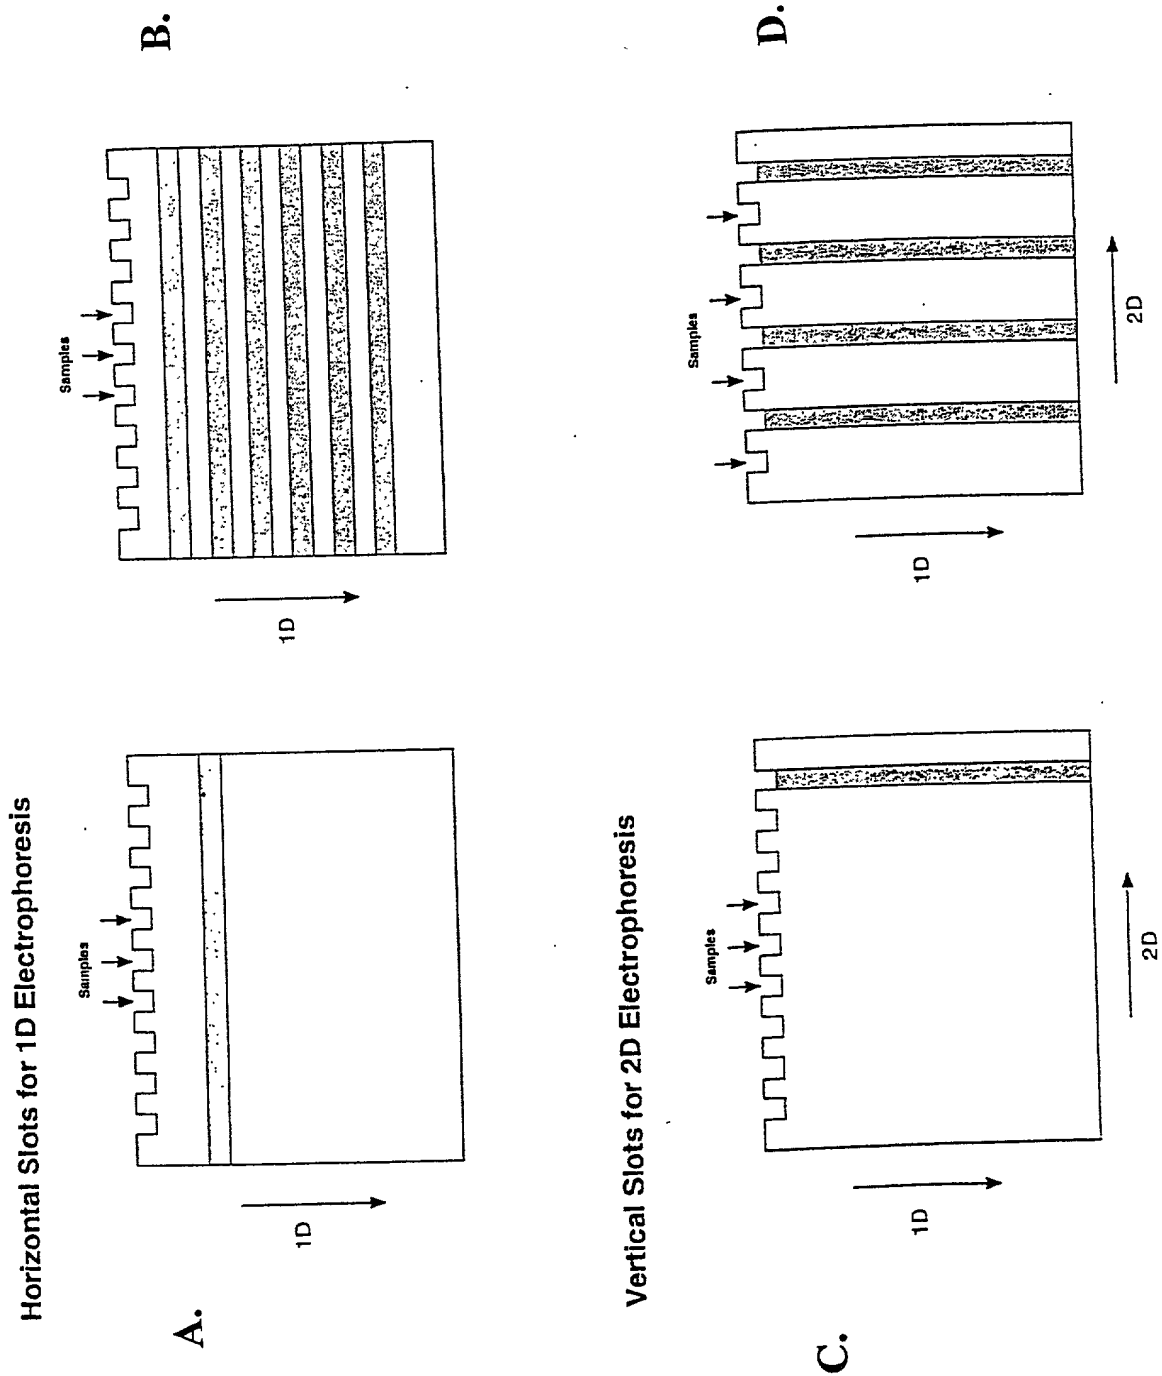 Horizontal Slots for 1D Electrophoresis
A.
Samples
1D
B.
Samples
1D
Vertical Slots for 2D Electrophoresis
C.
Samples
1D
2D
D.
Samples
1D
2D